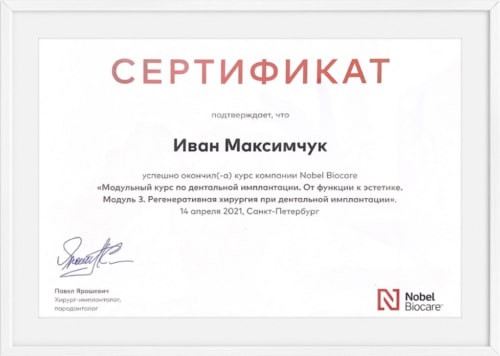 СЕРТИФИКАТ
подтверждает, что
Иван Максимчук
успешно окончил(-а) курс компании Nobel Biocare
«Модульный курс по дентальной имплантации. От функции к эстетике.
Модуль 3. Регенеративная хирургия при дентальной имплантации».
14 апреля 2021, Санкт-Петербург
Павел Ярошевич
Хирург-имплантолог,
пародонтолог
Nobel
Biocare™